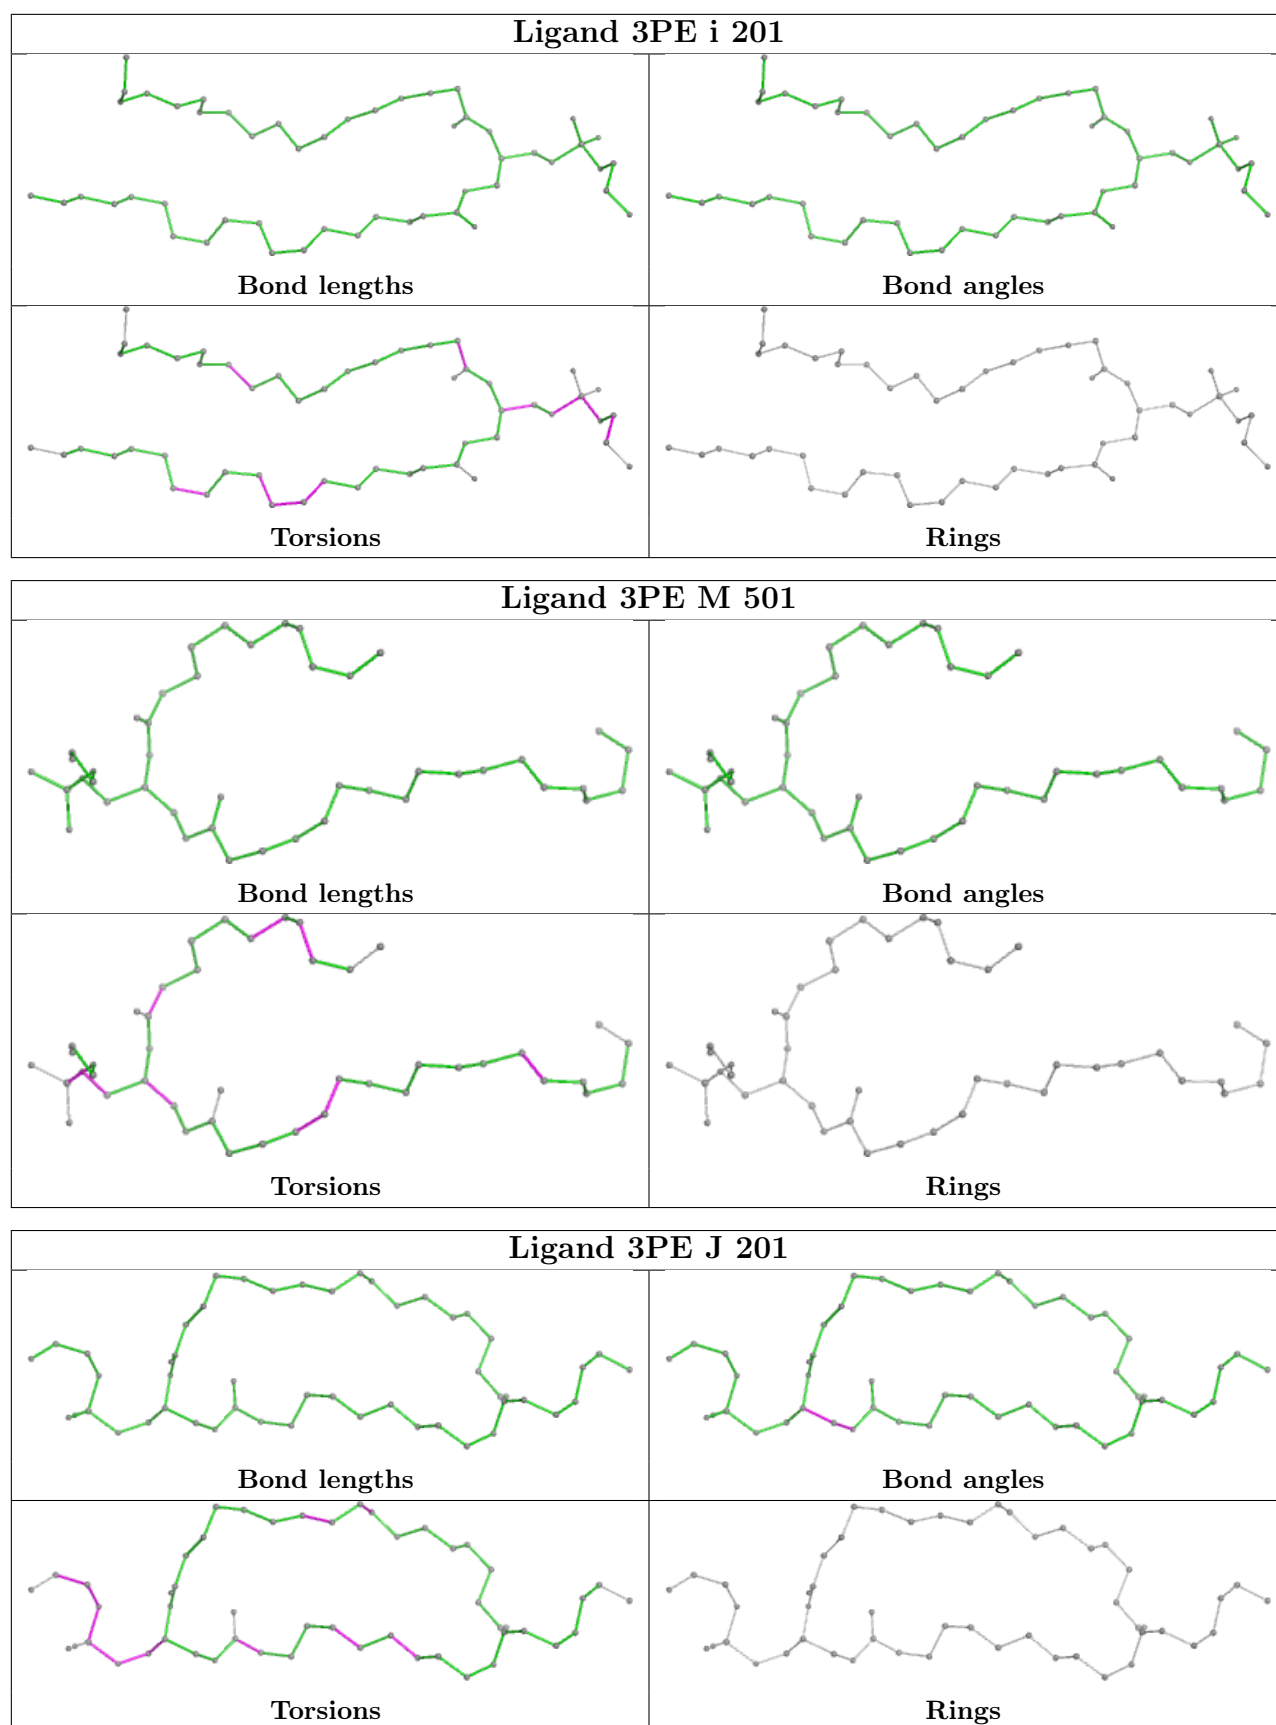 Ligand 3PE i 201
Bond lengths
Bond angles
Torsions
Rings
Ligand 3PE M 501
Bond lengths
Bond angles
Torsions
Rings
Ligand 3PE J 201
Bond lengths
Bond angles
Torsions
Rings